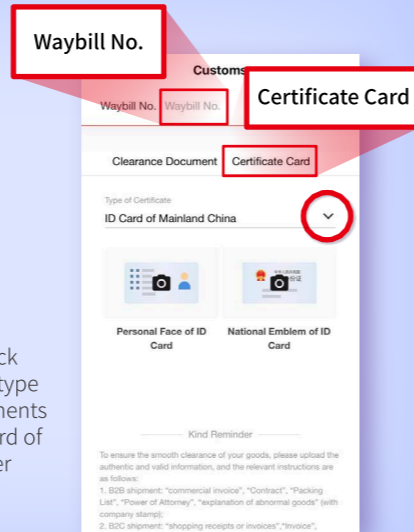 Waybill No.
Customs
Waybill No. Waybill No.
Certificate Card
Clearance Document Certificate Card
Type of Certificate
ID Card of Mainland China
Personal Face of ID
Card
National Emblem of ID
Card
ck
type
ments
rd of
er
Kind Reminder
To ensure the smooth clearance of your goods, please upload the
authentic and valid information, and the relevant instructions are
as follows:
1. B2B shipment: "commercial invoice", "Contract", "Packing
List", "Power of Attorney", "explanation of abnormal goods" (with
company stamp);
2. B2C shipment: "shopping receipts or invoices","Invoice",